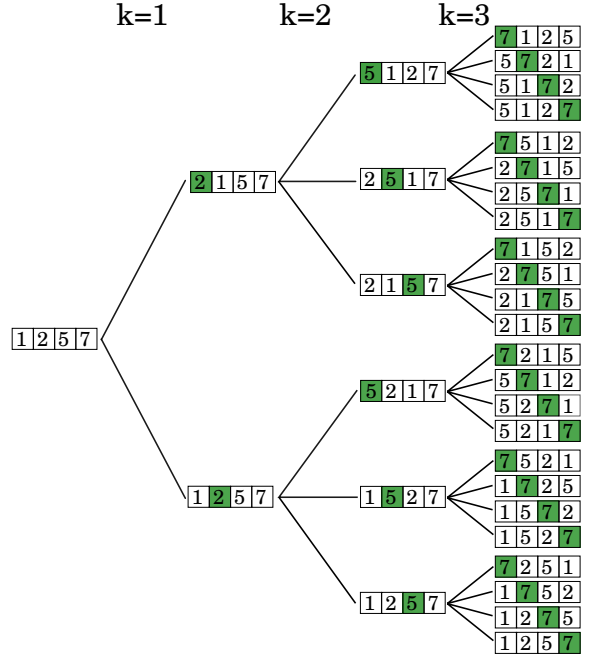 k=1 k=2 k=3
7 1 2 5
5 7 2 1
5 1 2 7
5 1 7 2
5 1 2 7
7 5 1 2
2 7 1 5
2 1 5 7
2 5 1 7
2 5 7 1
2 5 1 7
7 1 5 2
2 7 5 1
2 1 5 7
2 1 7 5
2 1 5 7
1 2 5 7
7 2 1 5
5 7 1 2
5 2 1 7
5 2 7 1
5 2 1 7
7 5 2 1
1 7 2 5
1 2 5 7
1 5 2 7
1 5 7 2
1 5 2 7
7 2 5 1
1 7 5 2
1 2 5 7
1 2 7 5
1 2 5 7